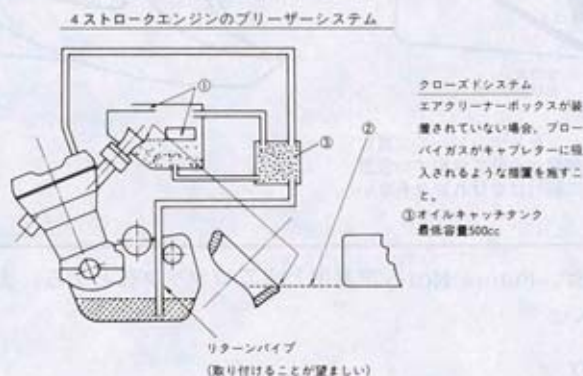 4ストロークエンジンのブリーザーシステム
①
②
③
クローズドシステム
エアクリーナーボックスが装
着されていない場合、ブロー
バイガスがキャブレターに吸
入されるような措置を施すこ
と。
③オイルキャッチタンク
最低容量500cc
リターンパイプ
(取り付けることが望ましい)